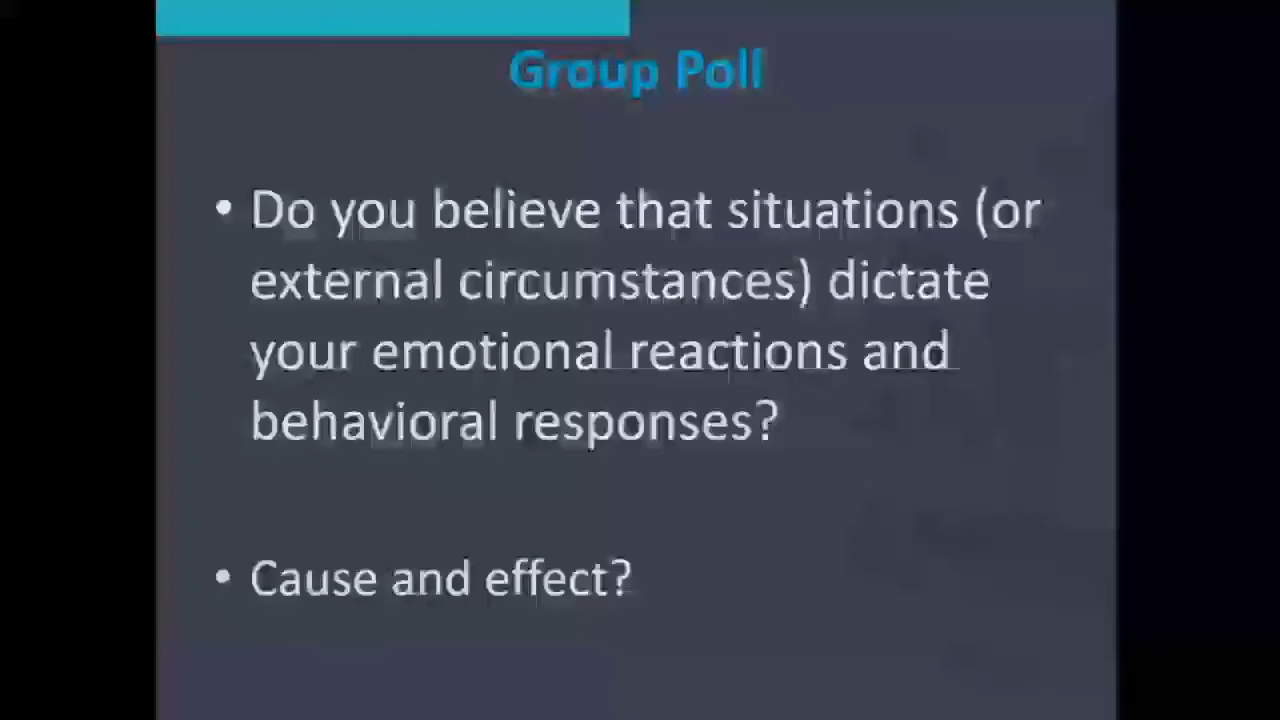 Group Poll
• Do you believe that situations (or
external circumstances) dictate
your emotional reactions and
behavioral responses?
• Cause and effect?